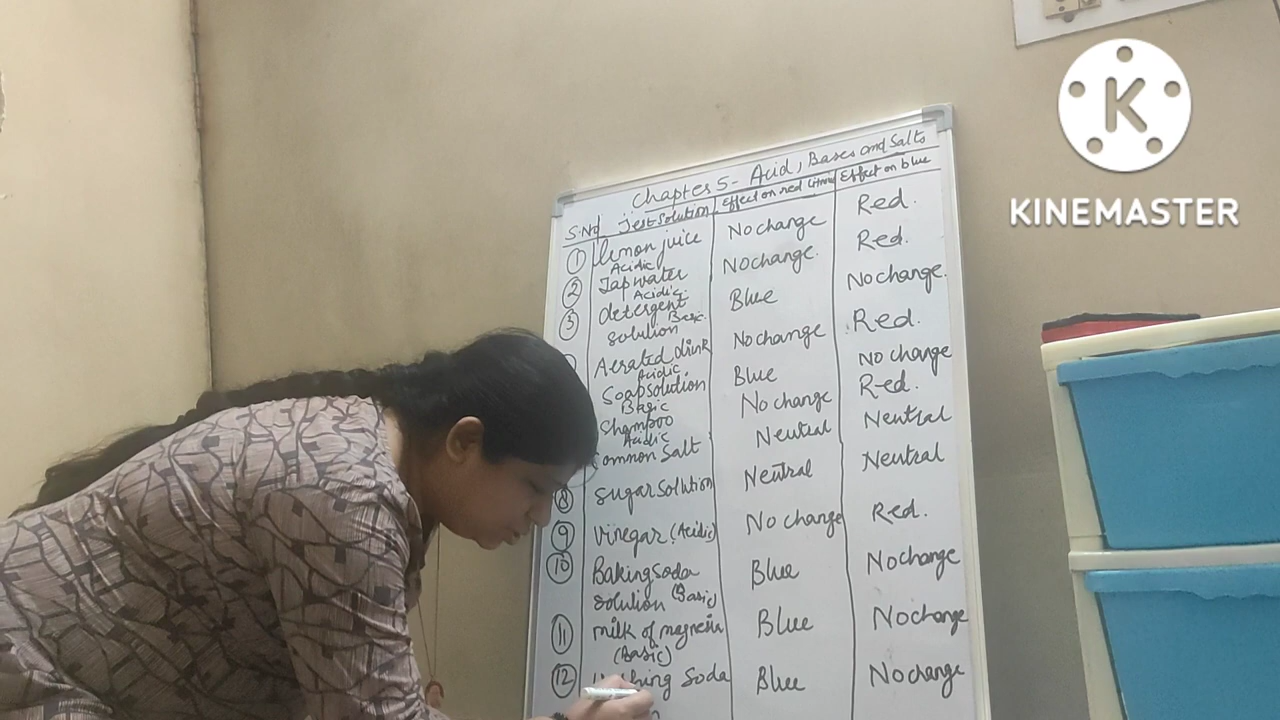 KINEMASTER
Chapter 5 - Acid, Bases and Salts
S.No Test Solution Effect on red litmus Effect on blue
1 limon juice No change Red.
Acidic
2 Tap water No change. Red.
Acidic.
3 detergent Blue No change.
solution Basic.
Aerated drink No change Red.
Acidic
Soap solution Blue No change
Basic
Shampoo No change Red.
Acidic
Common Salt Neutral Neutral
8 Sugar Solution Neutral Neutral
9 Vinegar (Acidic) No change Red.
10 Baking soda Blue No change
solution (Basic)
11 milk of magnesia Blue No change
(Basic)
12 Washing Soda Blue No change